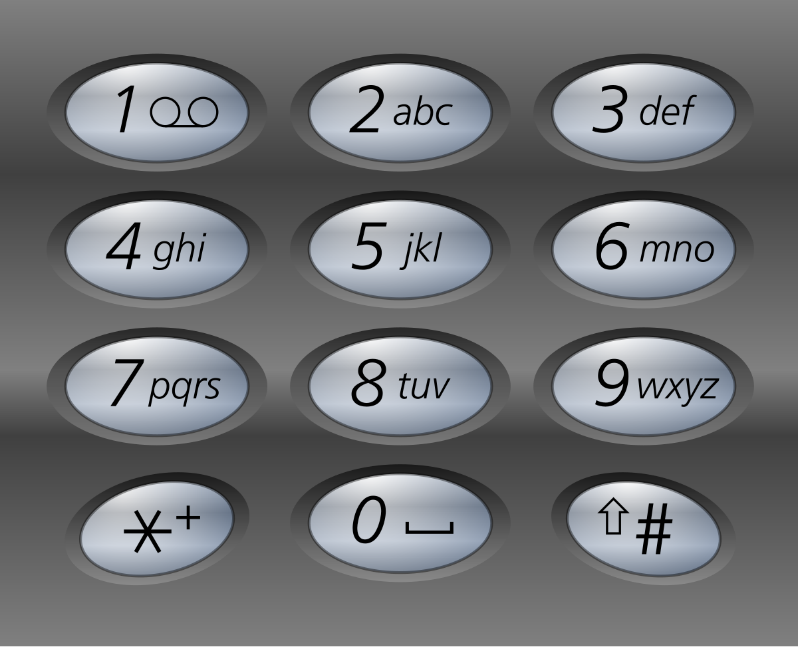 1 2 abc 3 def
4 ghi 5 jkl 6 mno
7 pqrs 8 tuv 9 wxyz
*+ 0 ⇧#